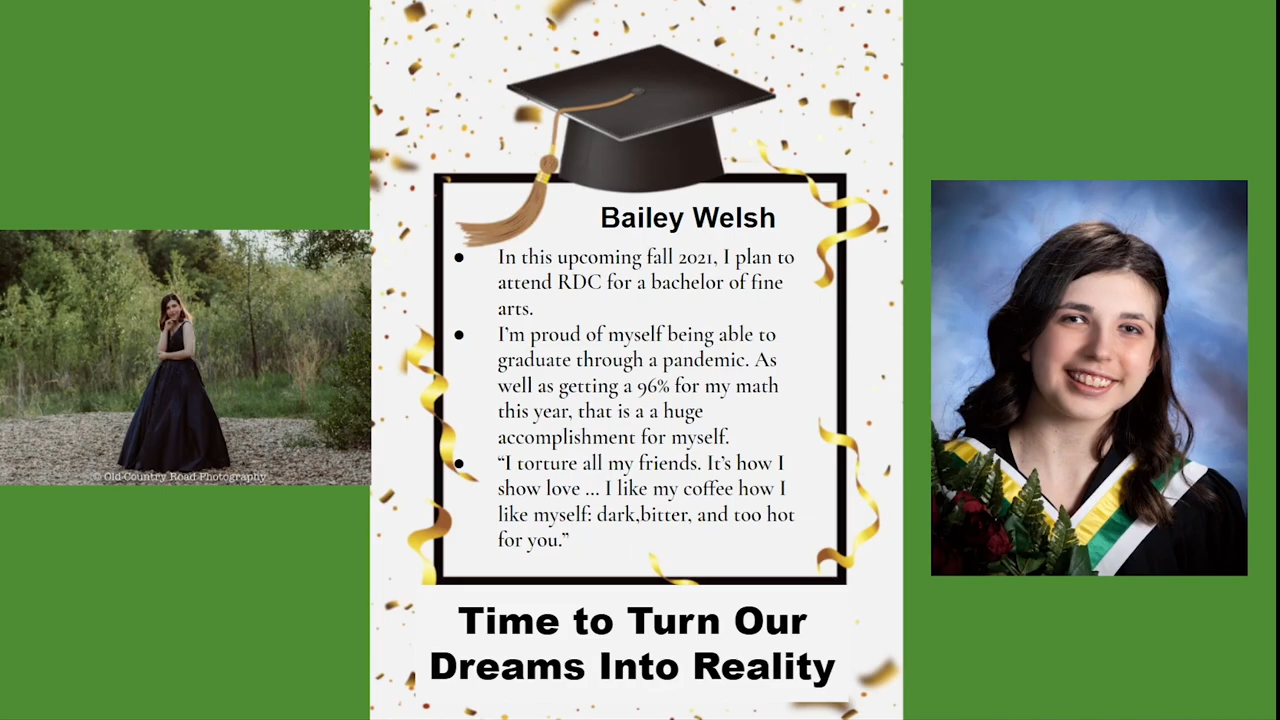 Bailey Welsh
● In this upcoming fall 2021, I plan to
attend RDC for a bachelor of fine
arts.
● I'm proud of myself being able to
graduate through a pandemic. As
well as getting a 96% for my math
this year, that is a a huge
accomplishment for myself.
● “I torture all my friends. It's how I
show love ... I like my coffee how I
like myself: dark,bitter, and too hot
for you.”
Time to Turn Our
Dreams Into Reality
© Old Country Road Photography